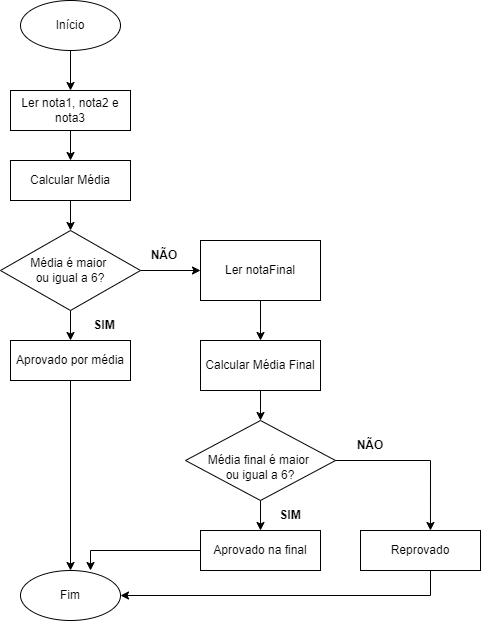 Início
Ler nota1, nota2 e
nota3
Calcular Média
Média é maior
ou igual a 6?
NÃO
Ler notaFinal
SIM
Aprovado por média
Calcular Média Final
Média final é maior
ou igual a 6?
NÃO
SIM
Aprovado na final
Reprovado
Fim